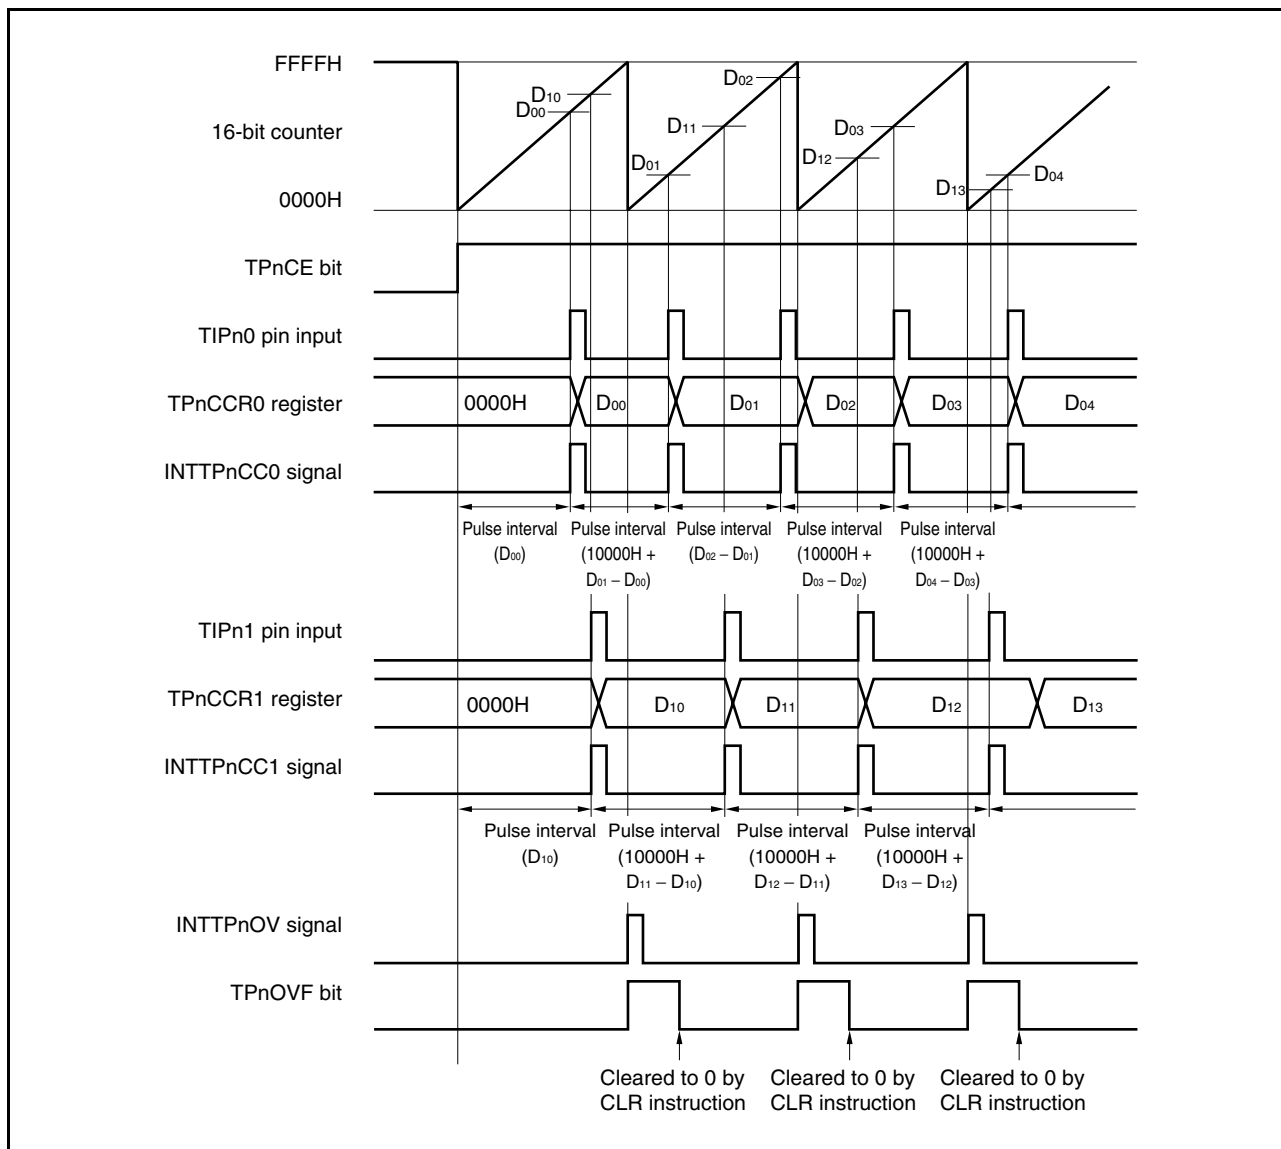 FFFFH
D10
D00
D02
16-bit counter
D11
D03
D01
D12
D13
D04
0000H
TPnCE bit
TIPn0 pin input
TPnCCR0 register
0000H
D00
D01
D02
D03
D04
INTTPnCC0 signal
Pulse interval
(D00)
Pulse interval
(10000H +
D01 – D00)
Pulse interval
(D02 – D01)
Pulse interval
(10000H +
D03 – D02)
Pulse interval
(10000H +
D04 – D03)
TIPn1 pin input
TPnCCR1 register
0000H
D10
D11
D12
D13
INTTPnCC1 signal
Pulse interval
(D10)
Pulse interval
(10000H +
D11 – D10)
Pulse interval
(10000H +
D12 – D11)
Pulse interval
(10000H +
D13 – D12)
INTTPnOV signal
TPnOVF bit
Cleared to 0 by
CLR instruction
Cleared to 0 by
CLR instruction
Cleared to 0 by
CLR instruction